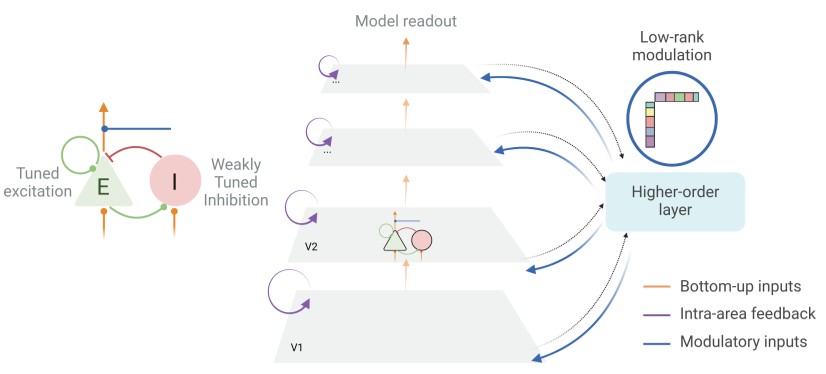 Model readout
Low-rank
modulation
...
...
Tuned
excitation
E
I
Weakly
Tuned
Inhibition
Higher-order
layer
V2
V1
Bottom-up inputs
Intra-area feedback
Modulatory inputs